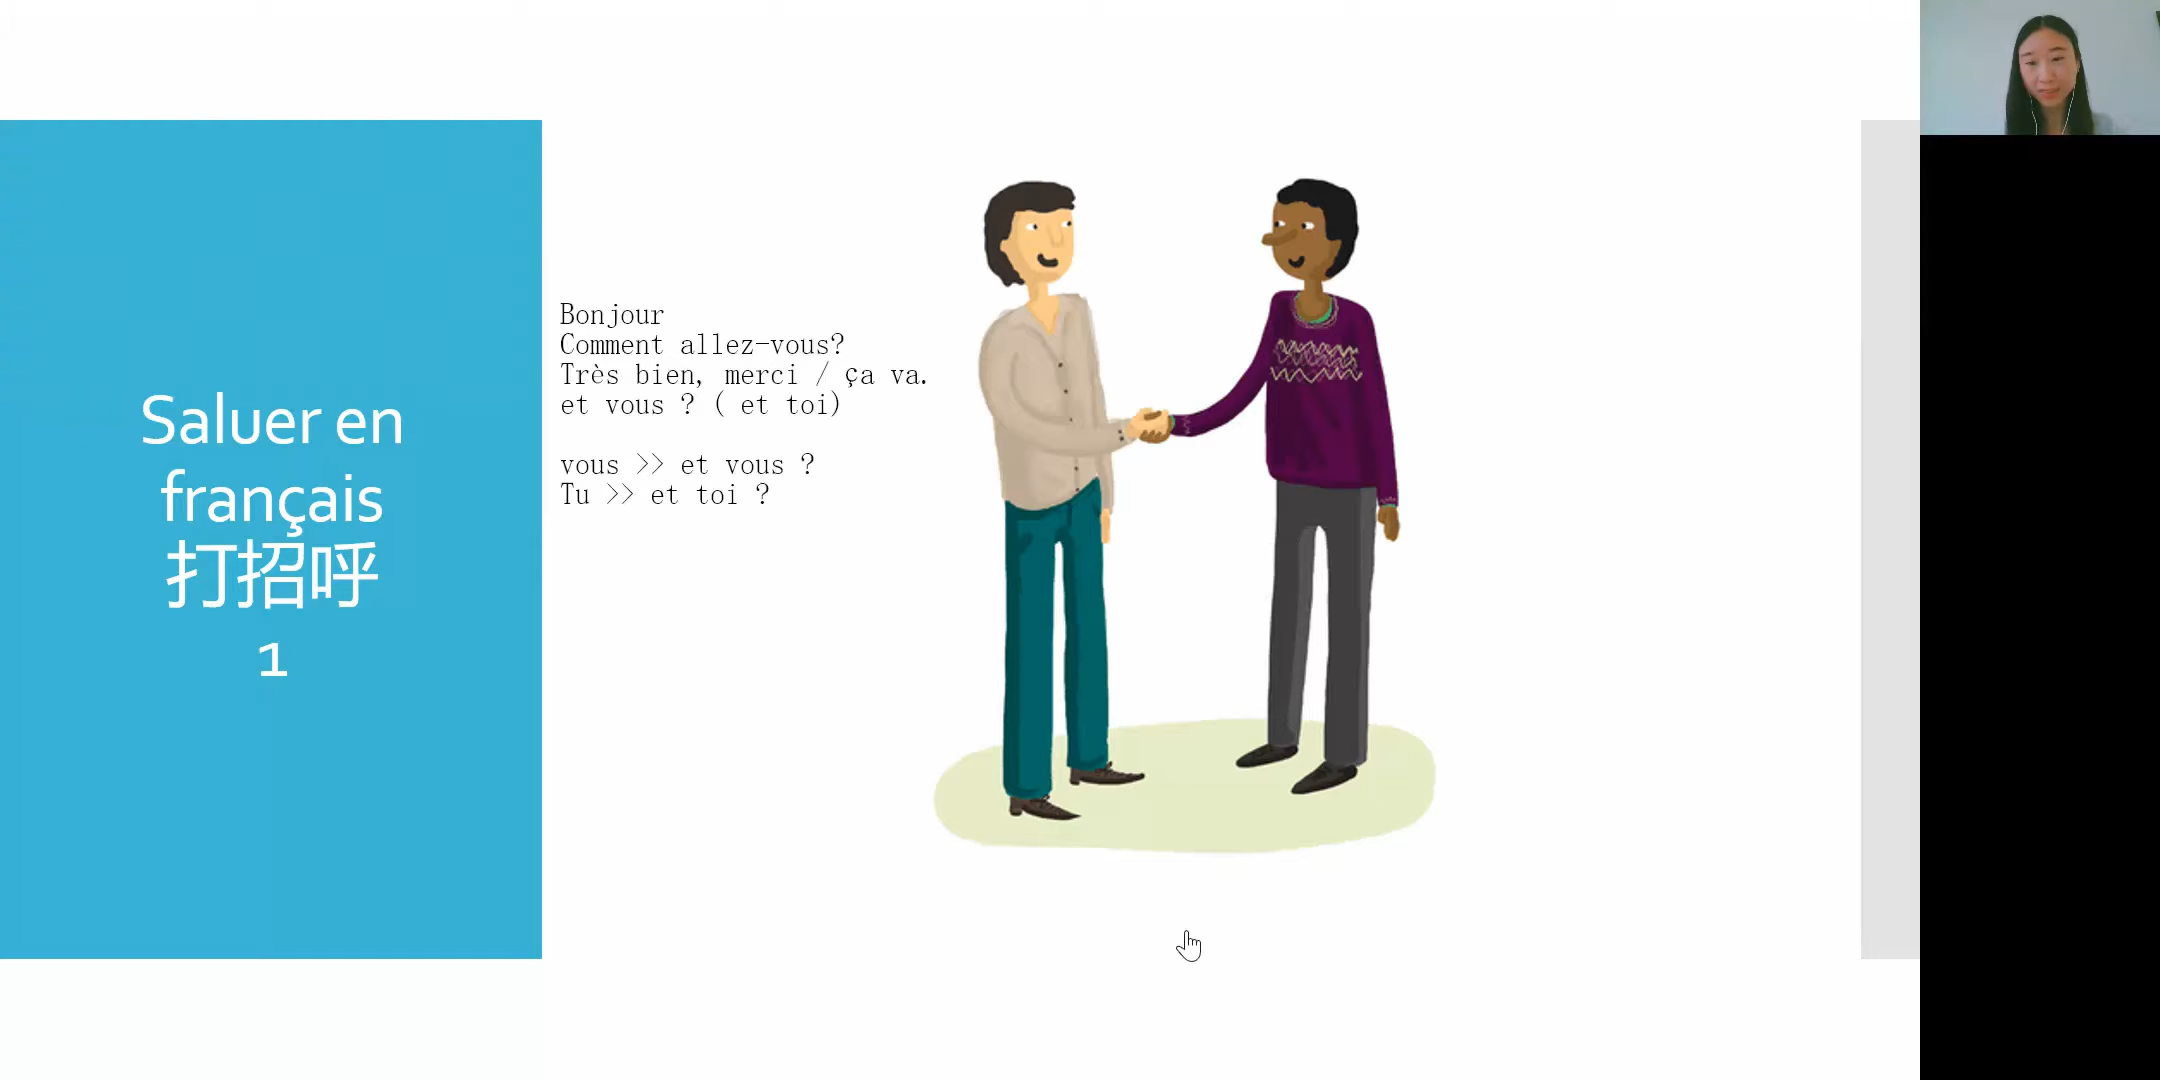 Saluer en
français
打招呼
1
Bonjour
Comment allez-vous?
Très bien, merci / ça va.
et vous ? ( et toi)
vous >> et vous ?
Tu >> et toi ?